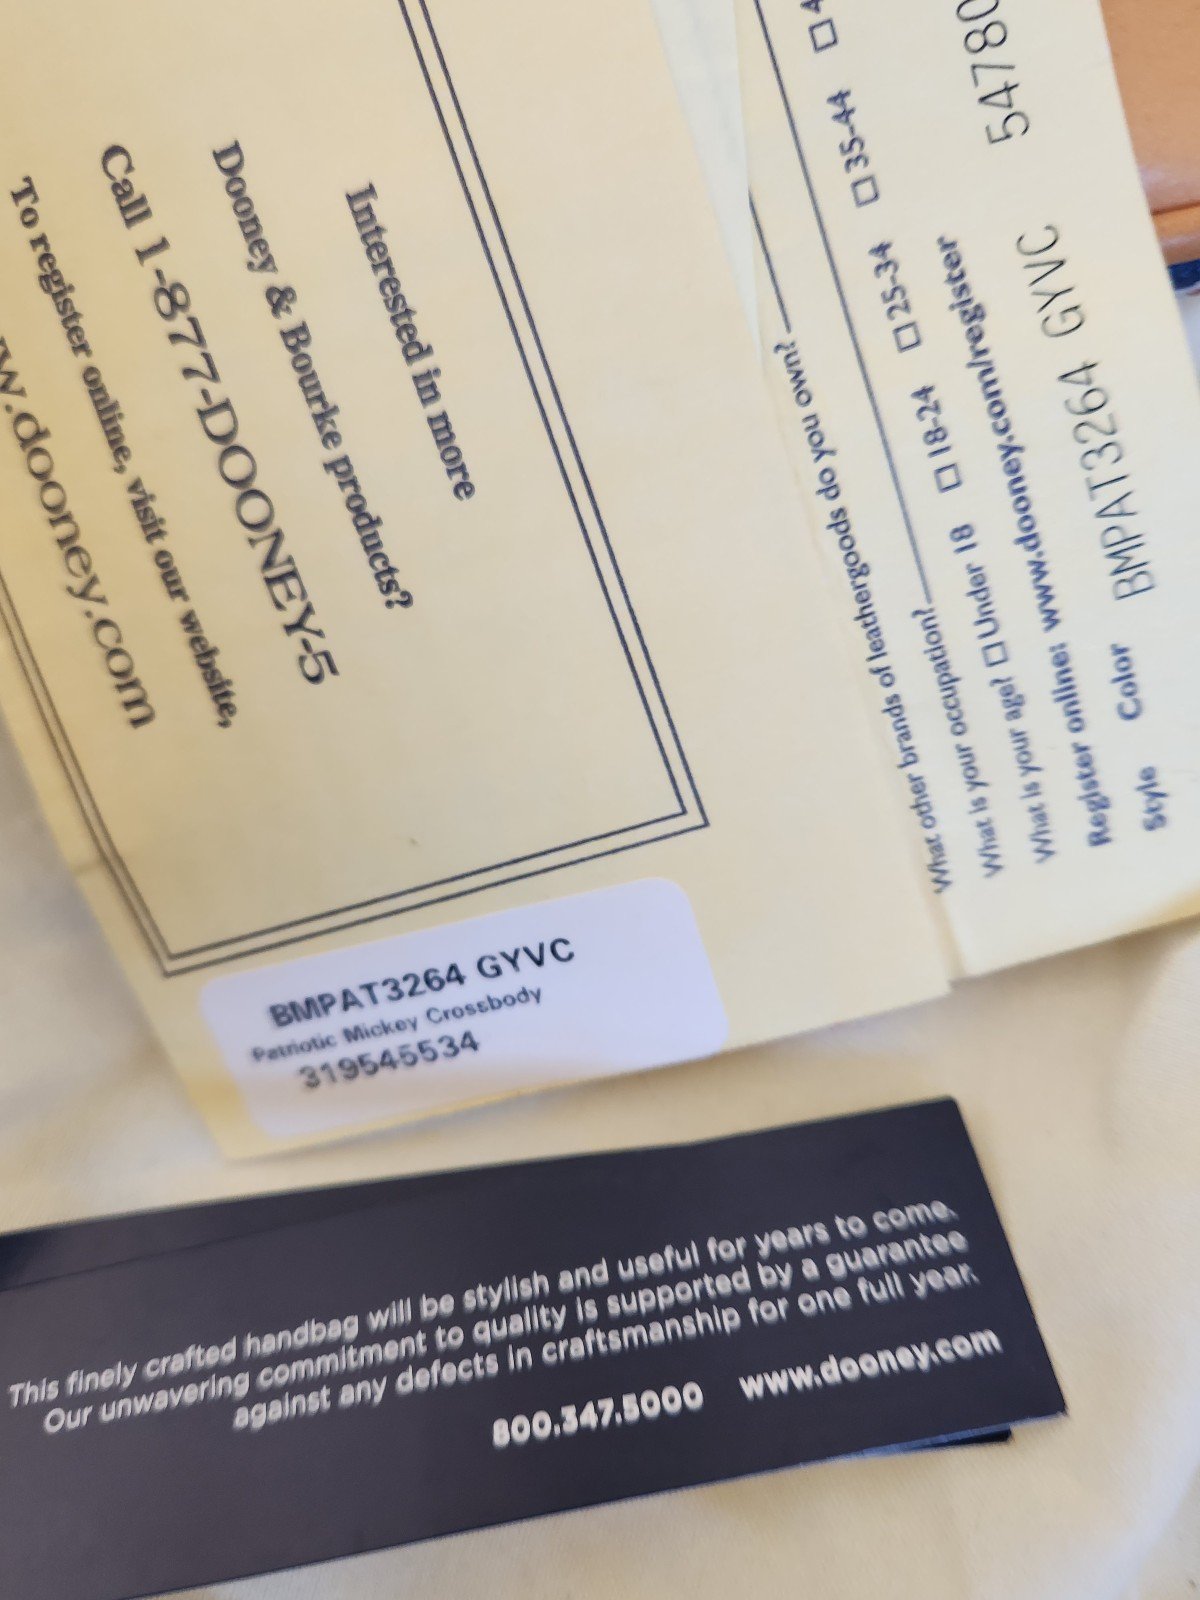 Interested in more
Dooney & Bourke products?
Call 1-877-DOONEY-5
To register online, visit our website,
.dooney.com
BMPAT3264 GYVC
Patriotic Mickey Crossbody
319545534
What other brands of leathergoods do you own?
What is your occupation?
What is your age? ☐ Under 18 ☐ 18-24 ☐ 25-34 ☐ 35-44 ☐ 4
Register online: www.dooney.com/register
Style Color BMPAT3264 GYVC 54780
This finely crafted handbag will be stylish and useful for years to come.
Our unwavering commitment to quality is supported by a guarantee
against any defects in craftsmanship for one full year.
800.347.5000 www.dooney.com